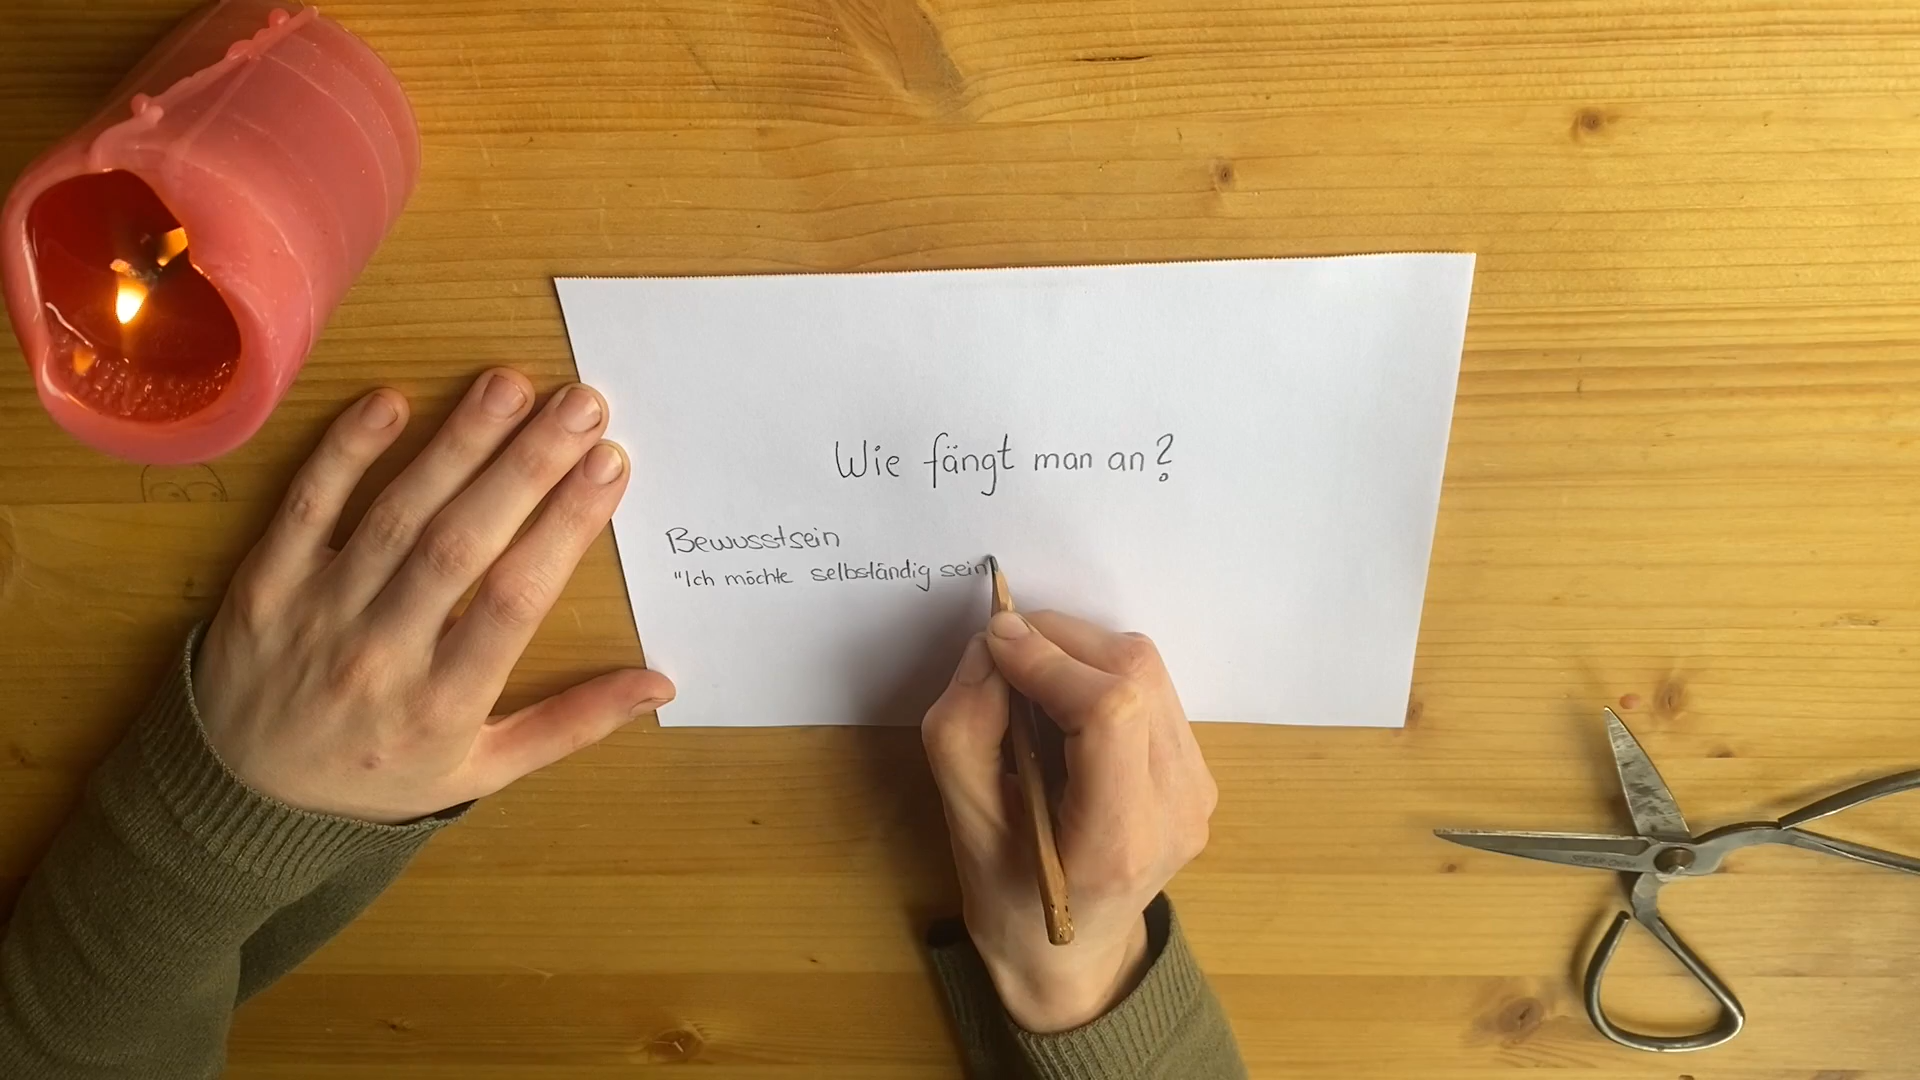 Wie fängt man an?
Bewusstsein
"Ich möchte selbständig sein"